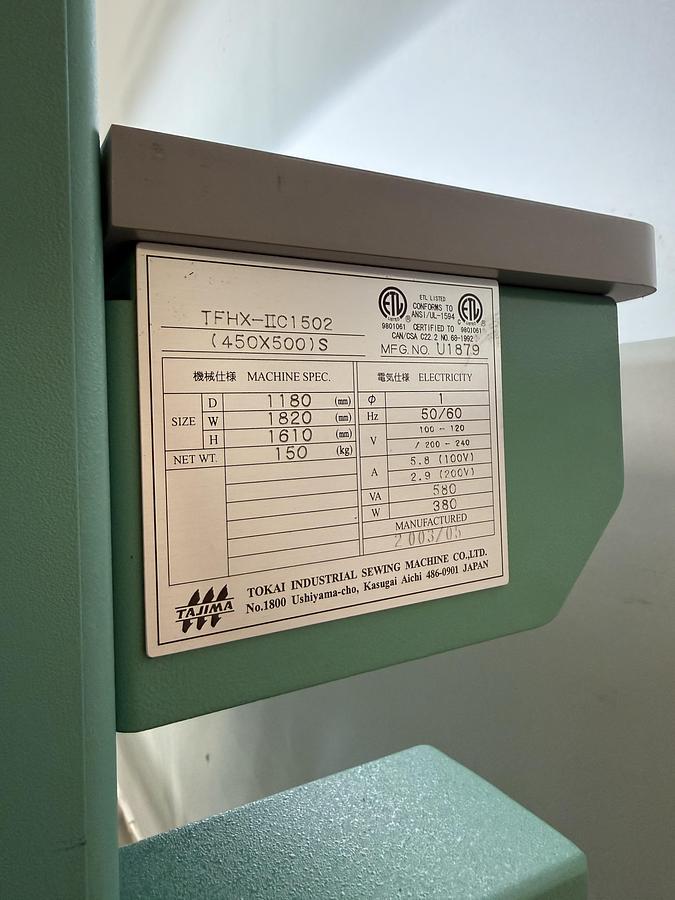 TFHX-ⅡC1502
(450X500)S
ETL LISTED
CONFORMS TO
ANSI/UL-1594
ETL
LISTED
9801061
CERTIFIED TO
CAN/CSA C22.2 NO.68-1992
C ETL
LISTED
9801061
MFG. NO. U1879
機械仕様 MACHINE SPEC.
SIZE D 1180 (mm)
W 1820 (mm)
H 1610 (mm)
NET WT. 150 (kg)
電気仕様 ELECTRICITY
Φ 1
Hz 50/60
V 100 - 120
/ 200 - 240
A 5.8 (100V)
2.9 (200V)
VA 580
W 380
MANUFACTURED
2003/05
TAJIMA
TOKAI INDUSTRIAL SEWING MACHINE CO.,LTD.
No.1800 Ushiyama-cho, Kasugai Aichi 486-0901 JAPAN